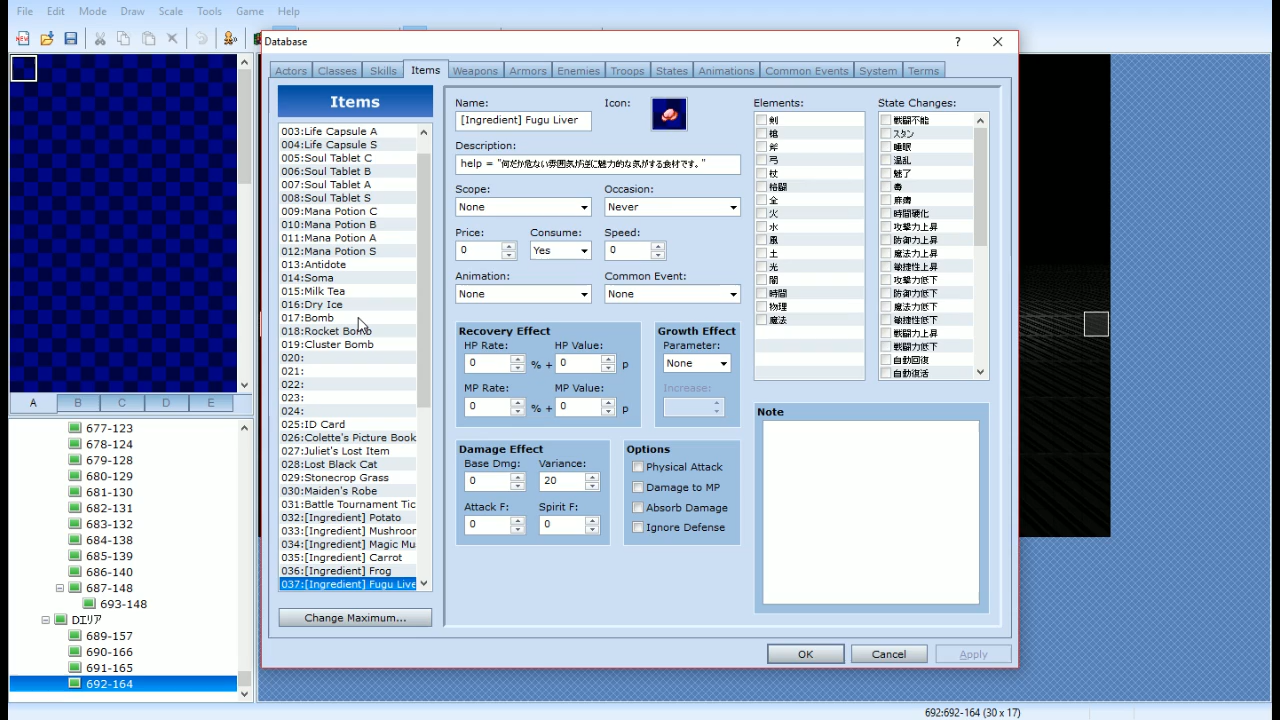 File Edit Mode Draw Scale Tools Game Help
Database
? ×
Actors Classes Skills Items Weapons Armors Enemies Troops States Animations Common Events System Terms
Items
003:Life Capsule A
004:Life Capsule S
005:Soul Tablet C
006:Soul Tablet B
007:Soul Tablet A
008:Soul Tablet S
009:Mana Potion C
010:Mana Potion B
011:Mana Potion A
012:Mana Potion S
013:Antidote
014:Soma
015:Milk Tea
016:Dry Ice
017:Bomb
018:Rocket Bomb
019:Cluster Bomb
020:
021:
022:
023:
024:
025:ID Card
026:Colette's Picture Book
027:Juliet's Lost Item
028:Lost Black Cat
029:Stonecrop Grass
030:Maiden's Robe
031:Battle Tournament Tic
032:[Ingredient] Potato
033:[Ingredient] Mushroor
034:[Ingredient] Magic Mu
035:[Ingredient] Carrot
036:[Ingredient] Frog
037:[Ingredient] Fugu Live
Change Maximum...
Name:
[Ingredient] Fugu Liver
Icon:
Description:
help = "何だか危ない雰囲気が逆に魅力的な気がする食材です。"
Scope:
None
Occasion:
Never
Price:
0
Consume:
Yes
Speed:
0
Animation:
None
Common Event:
None
Recovery Effect
HP Rate: HP Value:
0 % + 0 p
MP Rate: MP Value:
0 % + 0 p
Growth Effect
Parameter:
None
Increase:
Damage Effect
Base Dmg: Variance:
0 20
Attack F: Spirit F:
0 0
Options
Physical Attack
Damage to MP
Absorb Damage
Ignore Defense
Elements:
剣
槍
斧
弓
杖
格闘
全
火
水
風
土
光
闇
時間
物理
魔法
State Changes:
戦闘不能
スタン
睡眠
混乱
魅了
毒
麻痺
時間硬化
攻撃力上昇
防御力上昇
魔法力上昇
敏捷性上昇
攻撃力低下
防御力低下
魔法力低下
敏捷性低下
戦闘力上昇
戦闘力低下
自動回復
自動復活
Note
OK Cancel Apply
A B C D E
677-123
678-124
679-128
680-129
681-130
682-131
683-132
684-138
685-139
686-140
687-148
693-148
Dエリア
689-157
690-166
691-165
692-164
692:692-164 (30 x 17)